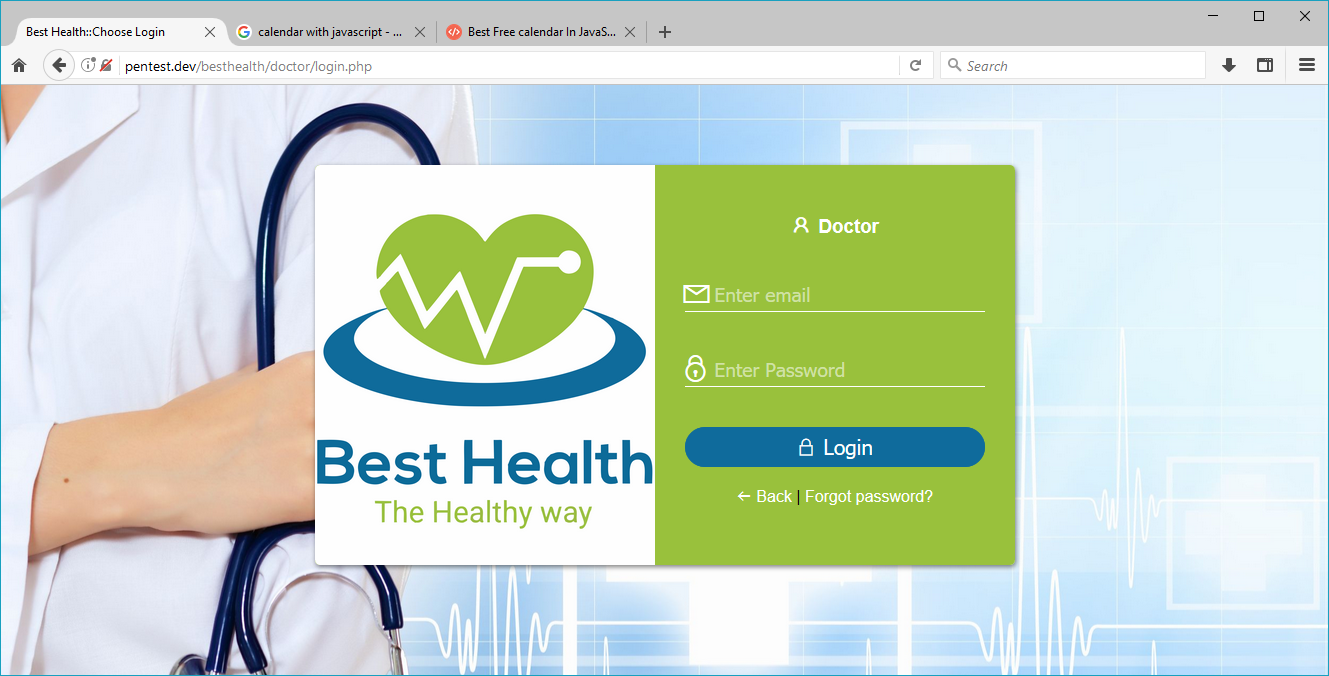 Best Health::Choose Login
calendar with javascript - ...
Best Free calendar In JavaS...
pentest.dev/besthealth/doctor/login.php
Search
Doctor
Enter email
Enter Password
Login
Back | Forgot password?
Best Health
The Healthy way